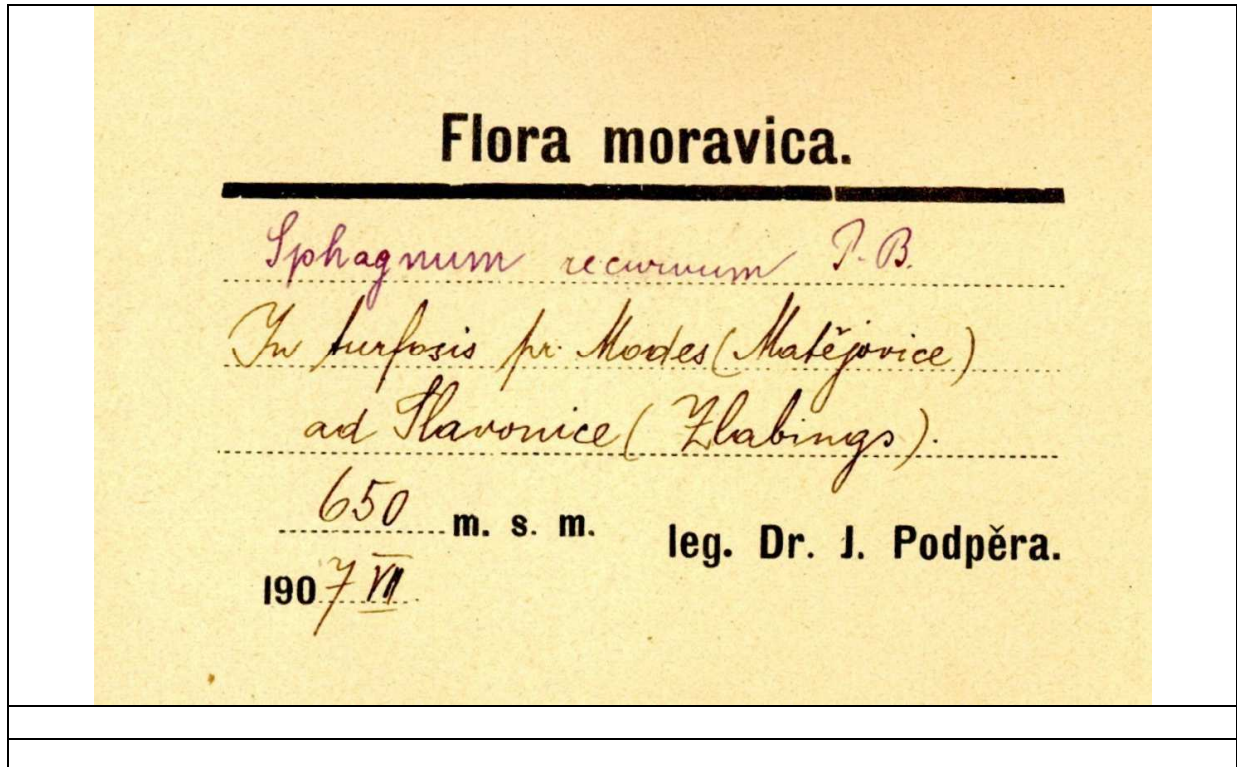 Flora moravica.
Sphagnum recurvum P. B.
In turfosis pr. Modes (Matějovice)
ad Slavonice (Zlabings).
650 m. s. m. leg. Dr. J. Podpěra.
1907 VII